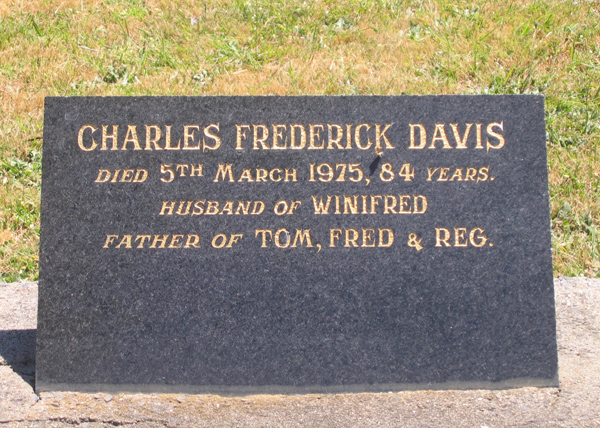 CHARLES FREDERICK DAVIS
DIED 5TH MARCH 1975, 84 YEARS.
HUSBAND OF WINIFRED
FATHER OF TOM, FRED & REG.